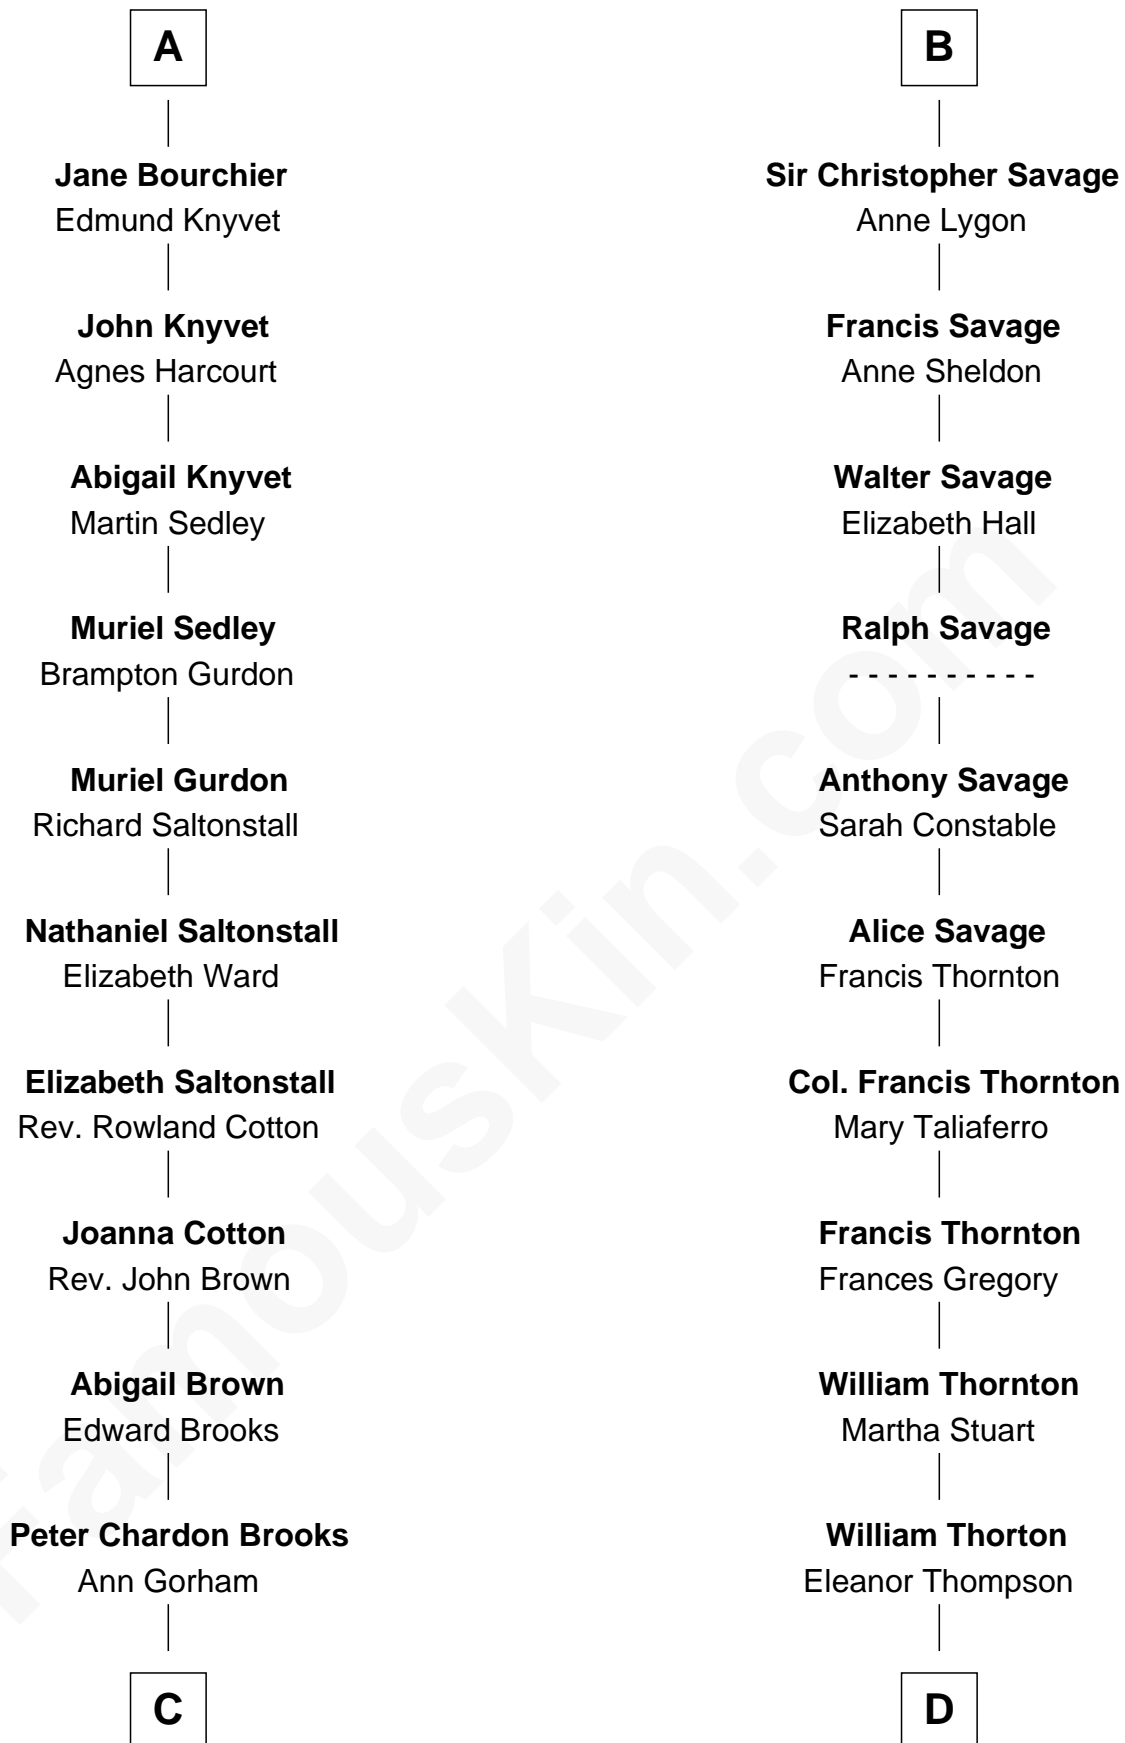 A
Jane Bourchier
Edmund Knyvet
John Knyvet
Agnes Harcourt
Abigail Knyvet
Martin Sedley
Muriel Sedley
Brampton Gurdon
Muriel Gurdon
Richard Saltonstall
Nathaniel Saltonstall
Elizabeth Ward
Elizabeth Saltonstall
Rev. Rowland Cotton
Joanna Cotton
Rev. John Brown
Abigail Brown
Edward Brooks
Peter Chardon Brooks
Ann Gorham
C
B
Sir Christopher Savage
Anne Lygon
Francis Savage
Anne Sheldon
Walter Savage
Elizabeth Hall
Ralph Savage
- - - - - - - - - -
Anthony Savage
Sarah Constable
Alice Savage
Francis Thornton
Col. Francis Thornton
Mary Taliaferro
Francis Thornton
Frances Gregory
William Thornton
Martha Stuart
William Thorton
Eleanor Thompson
D
FamousKin.com